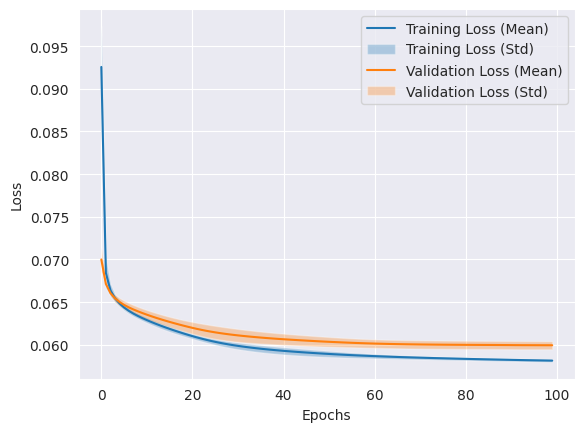 Training Loss (Mean)
Training Loss (Std)
Validation Loss (Mean)
Validation Loss (Std)
Loss
0.095
0.090
0.085
0.080
0.075
0.070
0.065
0.060
0 20 40 60 80 100
Epochs